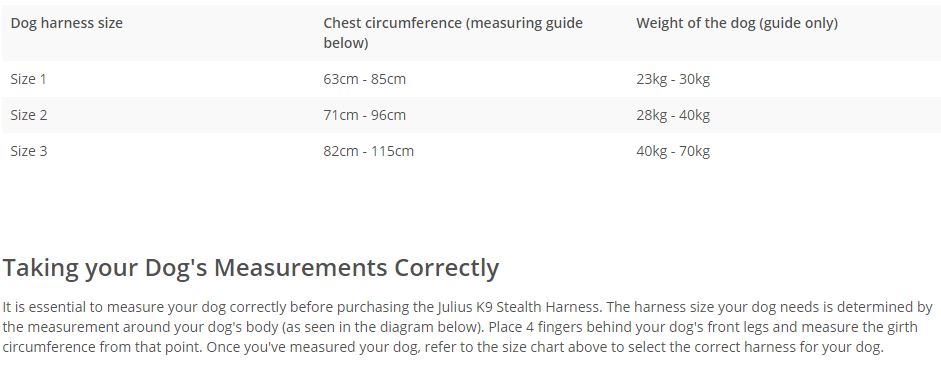 Dog harness size Chest circumference (measuring guide below) Weight of the dog (guide only)
Size 1 63cm - 85cm 23kg - 30kg
Size 2 71cm - 96cm 28kg - 40kg
Size 3 82cm - 115cm 40kg - 70kg
Taking your Dog's Measurements Correctly
It is essential to measure your dog correctly before purchasing the Julius K9 Stealth Harness. The harness size your dog needs is determined by
the measurement around your dog's body (as seen in the diagram below). Place 4 fingers behind your dog's front legs and measure the girth
circumference from that point. Once you've measured your dog, refer to the size chart above to select the correct harness for your dog.